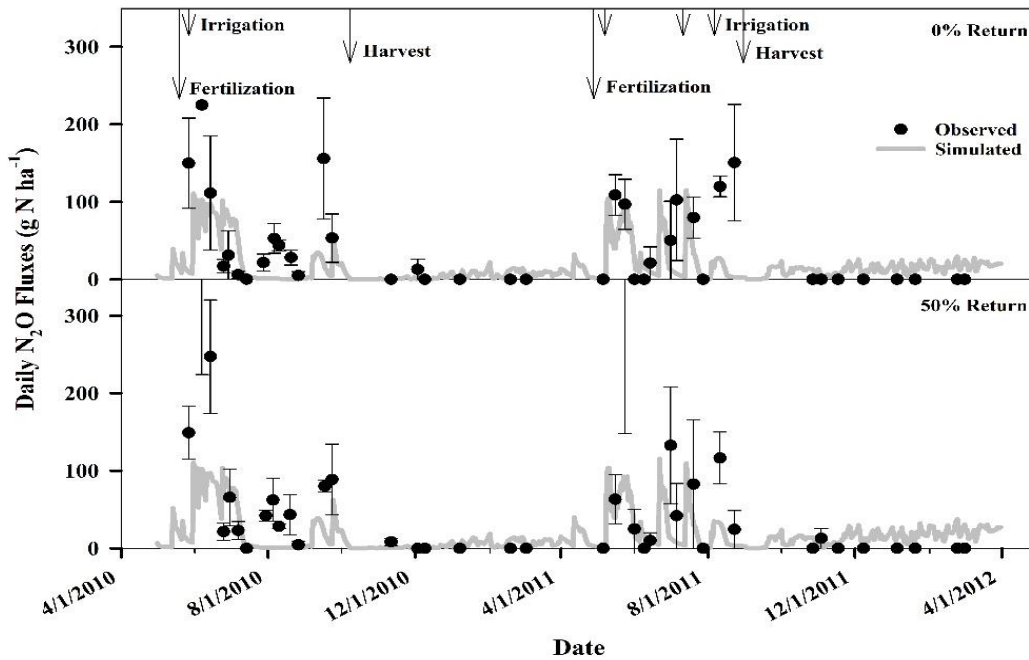 300
200
100
0
300
200
100
0
Daily N₂O Fluxes (g N ha⁻¹)
Irrigation
Harvest
Fertilization
Irrigation
Harvest
Fertilization
0% Return
Observed
Simulated
50% Return
4/1/2010
8/1/2010
12/1/2010
4/1/2011
8/1/2011
12/1/2011
4/1/2012
Date